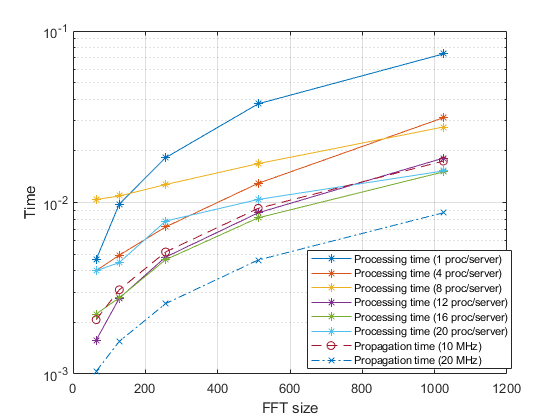 10-1
10-2
10-3
Time
0 200 400 600 800 1000 1200
FFT size
Processing time (1 proc/server)
Processing time (4 proc/server)
Processing time (8 proc/server)
Processing time (12 proc/server)
Processing time (16 proc/server)
Processing time (20 proc/server)
Propagation time (10 MHz)
Propagation time (20 MHz)